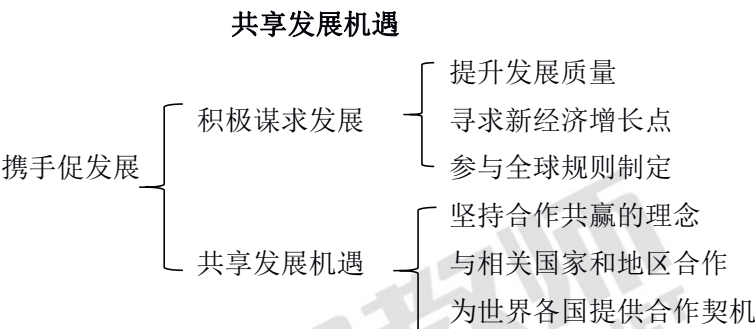 共享发展机遇
提升发展质量
积极谋求发展
寻求新经济增长点
携手促发展
参与全球规则制定
坚持合作共赢的理念
共享发展机遇
与相关国家和地区合作
为世界各国提供合作契机